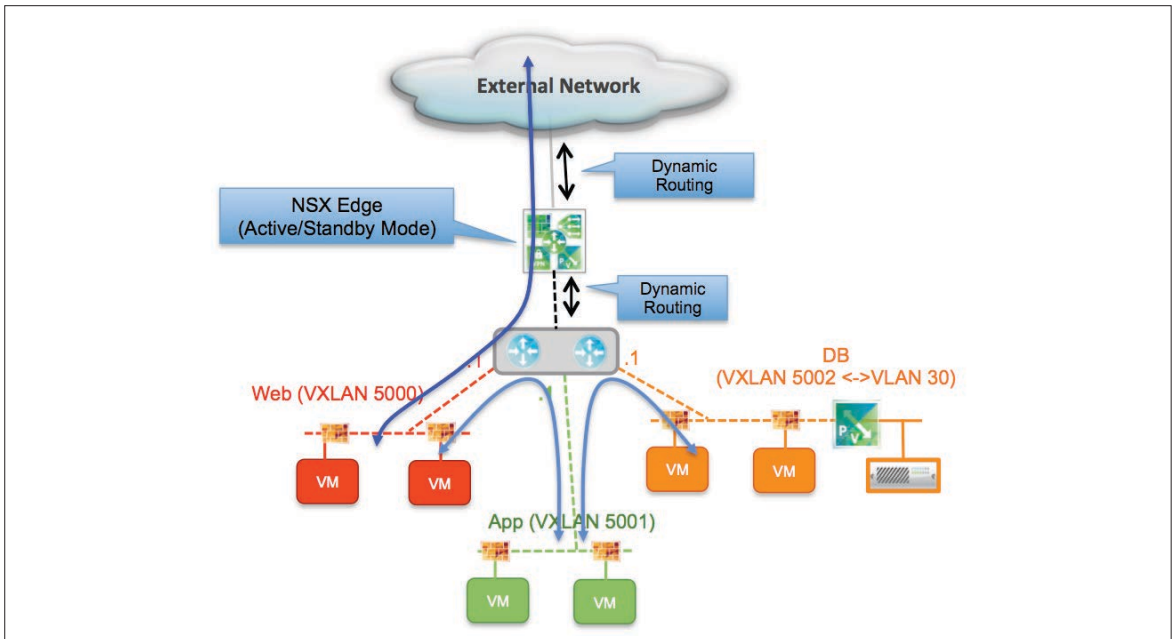 External Network
Dynamic
Routing
NSX Edge
(Active/Standby Mode)
VPN
P V
Dynamic
Routing
.1
.1
DB
(VXLAN 5002 <->VLAN 30)
Web (VXLAN 5000)
.1
P V
VM
VM
VM
VM
App (VXLAN 5001)
VM
VM